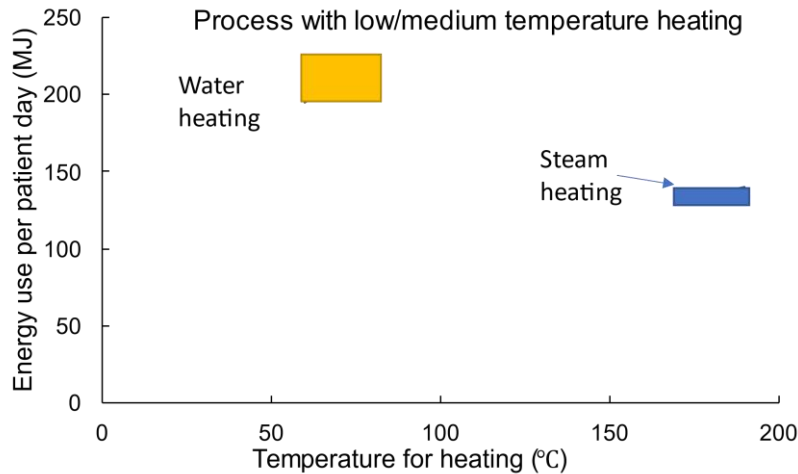 Process with low/medium temperature heating
Energy use per patient day (MJ)
250
200
150
100
50
0
Water
heating
Steam
heating
0
50
100
150
200
Temperature for heating (℃)